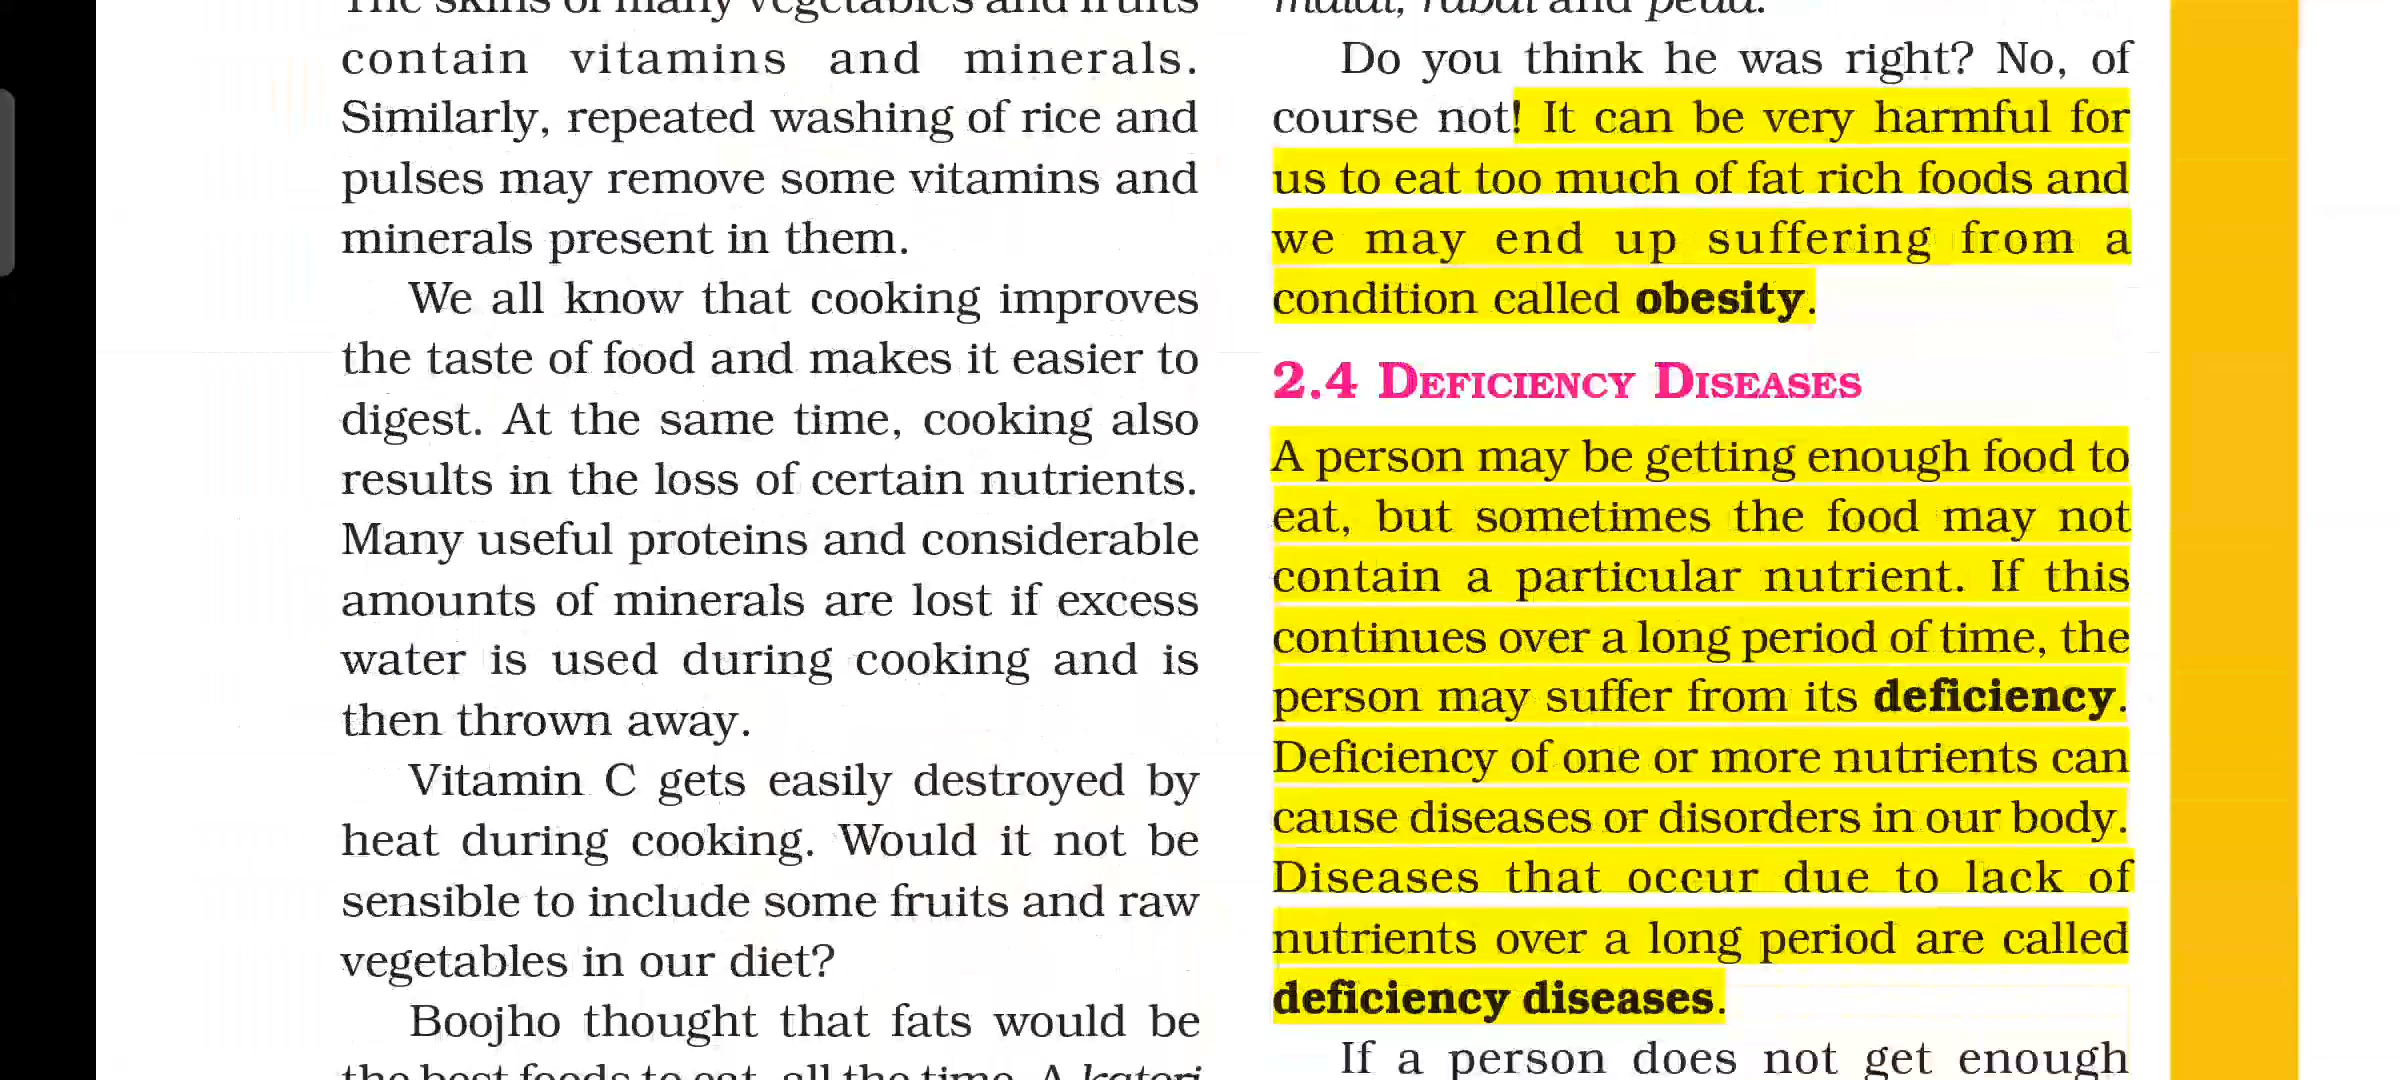 The skins of many vegetables and fruits
contain vitamins and minerals.
Similarly, repeated washing of rice and
pulses may remove some vitamins and
minerals present in them.
We all know that cooking improves
the taste of food and makes it easier to
digest. At the same time, cooking also
results in the loss of certain nutrients.
Many useful proteins and considerable
amounts of minerals are lost if excess
water is used during cooking and is
then thrown away.
Vitamin C gets easily destroyed by
heat during cooking. Would it not be
sensible to include some fruits and raw
vegetables in our diet?
Boojho thought that fats would be
the best foods to eat, all the time. A katori
malai, rabdi and peda.
Do you think he was right? No, of
course not! It can be very harmful for
us to eat too much of fat rich foods and
we may end up suffering from a
condition called obesity.
2.4 DEFICIENCY DISEASES
A person may be getting enough food to
eat, but sometimes the food may not
contain a particular nutrient. If this
continues over a long period of time, the
person may suffer from its deficiency.
Deficiency of one or more nutrients can
cause diseases or disorders in our body.
Diseases that occur due to lack of
nutrients over a long period are called
deficiency diseases.
If a person does not get enough